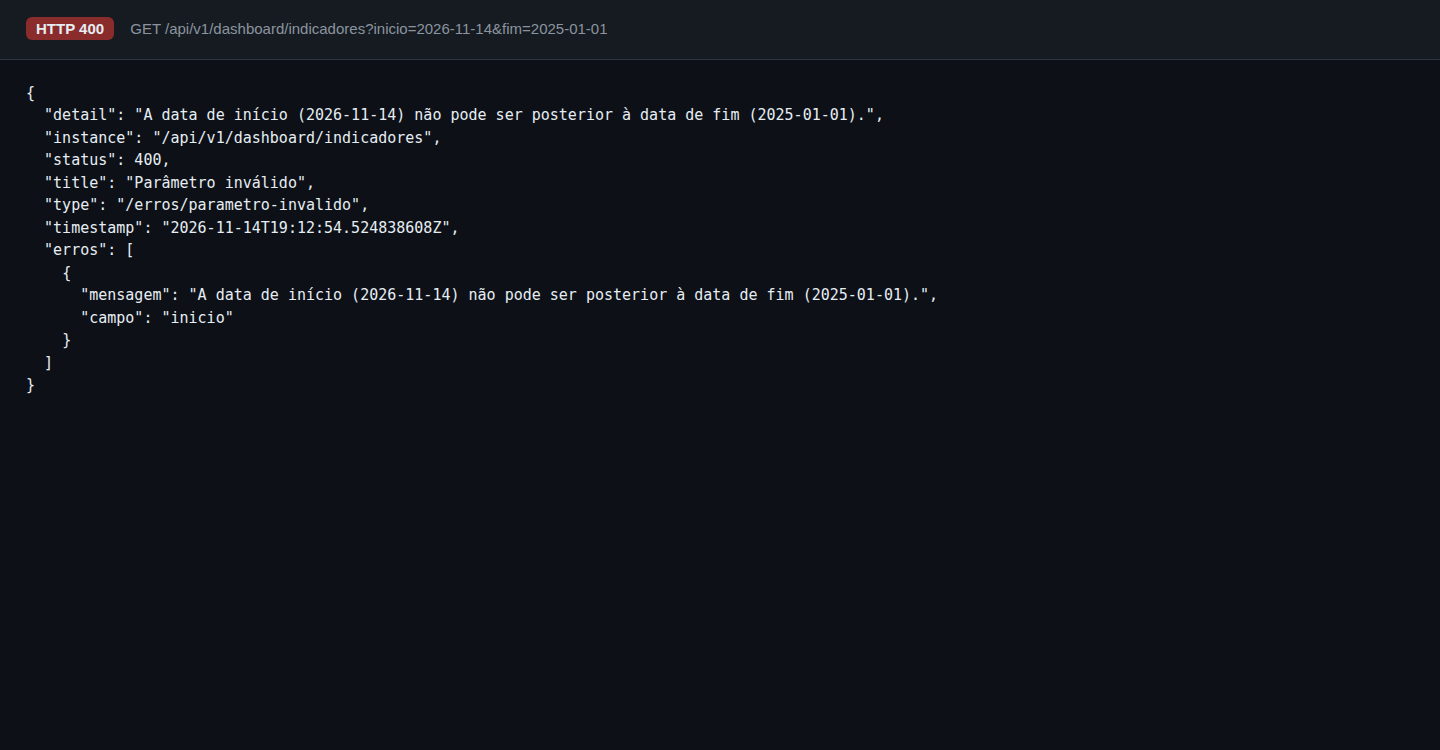 HTTP 400 GET /api/v1/dashboard/indicadores?inicio=2026-11-14&fim=2025-01-01
{
  "detail": "A data de início (2026-11-14) não pode ser posterior à data de fim (2025-01-01).",
  "instance": "/api/v1/dashboard/indicadores",
  "status": 400,
  "title": "Parâmetro inválido",
  "type": "/erros/parametro-invalido",
  "timestamp": "2026-11-14T19:12:54.524838608Z",
  "erros": [
    {
      "mensagem": "A data de início (2026-11-14) não pode ser posterior à data de fim (2025-01-01).",
      "campo": "inicio"
    }
  ]
}